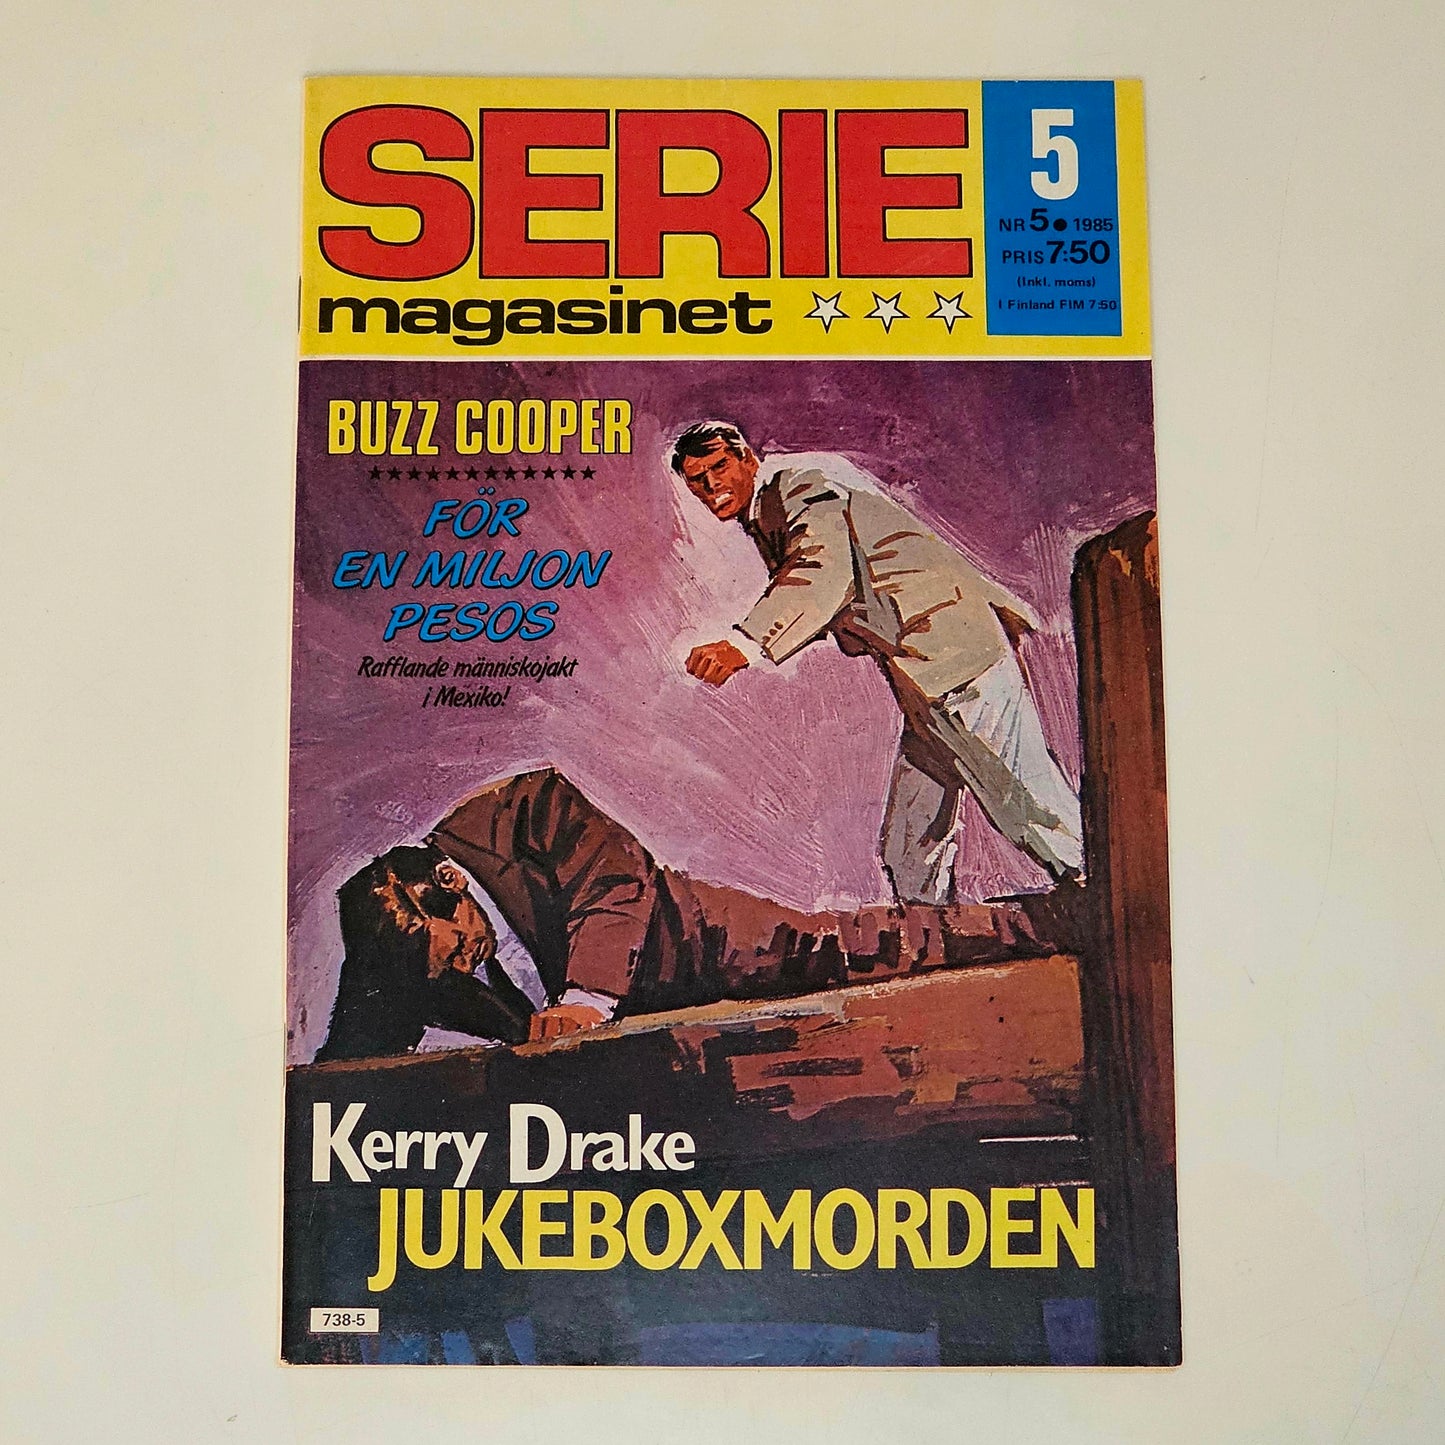 SERIE
magasinet
5
NR 5 • 1985
PRIS 7:50
(Inkl. moms)
I Finland FIM 7:50
BUZZ COOPER
FÖR
EN MILJON
PESOS
Rafflande människojakt
i Mexiko!
Kerry Drake
JUKEBOXMORDEN
738-5